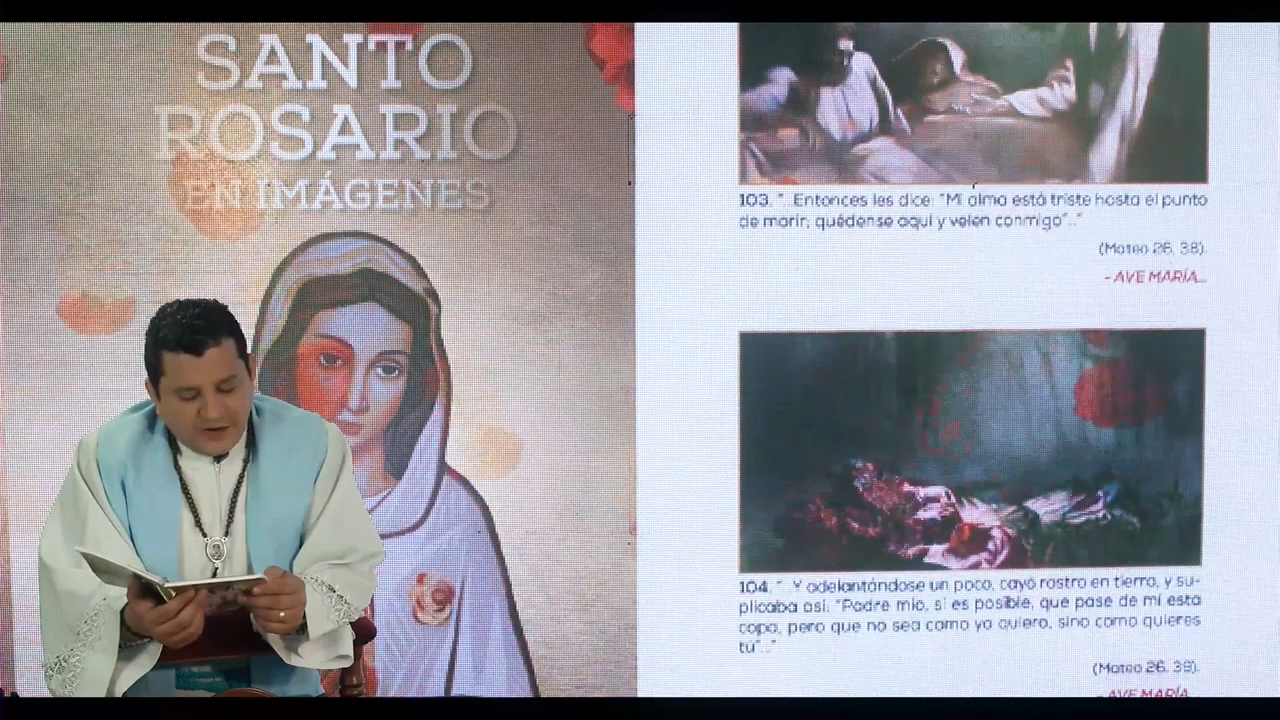 SANTO
ROSARIO
EN IMÁGENES
103. "...Entonces les dice: "Mi alma está triste hasta el punto
de morir; quédense aquí y velen conmigo"..."
(Mateo 26, 38).
- AVE MARÍA...
104. "...Y adelantándose un poco, cayó rostro en tierra, y su-
plicaba así: "Padre mío, si es posible, que pase de mí esta
copa, pero que no sea como yo quiero, sino como quieres
tú"..."
(Mateo 26, 39).
- AVE MARÍA...